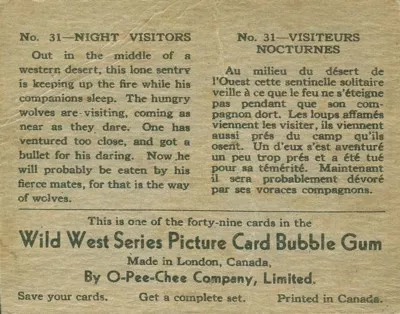 No. 31—NIGHT VISITORS
Out in the middle of a
western desert, this lone sentry
is keeping up the fire while his
companions sleep. The hungry
wolves are visiting, coming as
near as they dare. One has
ventured too close, and got a
bullet for his daring. Now he
will probably be eaten by his
fierce mates, for that is the way
of wolves.
No. 31—VISITEURS
NOCTURNES
Au milieu du désert de
l'Ouest cette sentinelle solitaire
veille à ce que le feu ne s'éteigne
pas pendant que son com-
pagnon dort. Les loups affamés
viennent les visiter, ils viennent
aussi prés du camp qu'ils
osent. Un d'eux s'est aventuré
un peu trop prés et a été tué
pour sa témérité. Maintenant
il sera probablement dévoré
par ses voraces compagnons.
This is one of the forty-nine cards in the
Wild West Series Picture Card Bubble Gum
Made in London, Canada,
By O-Pee-Chee Company, Limited.
Save your cards. Get a complete set. Printed in Canada.